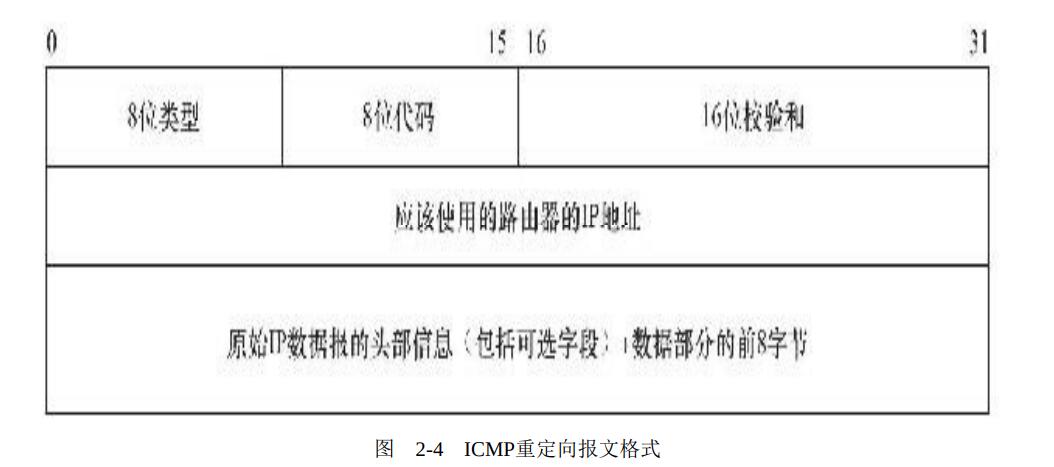 0 15 16 31
8位类型 8位代码 16位校验和
应该使用的路由器的IP地址
原始IP数据报的头部信息（包括可选字段）+数据部分的前8字节
图 2-4 ICMP重定向报文格式